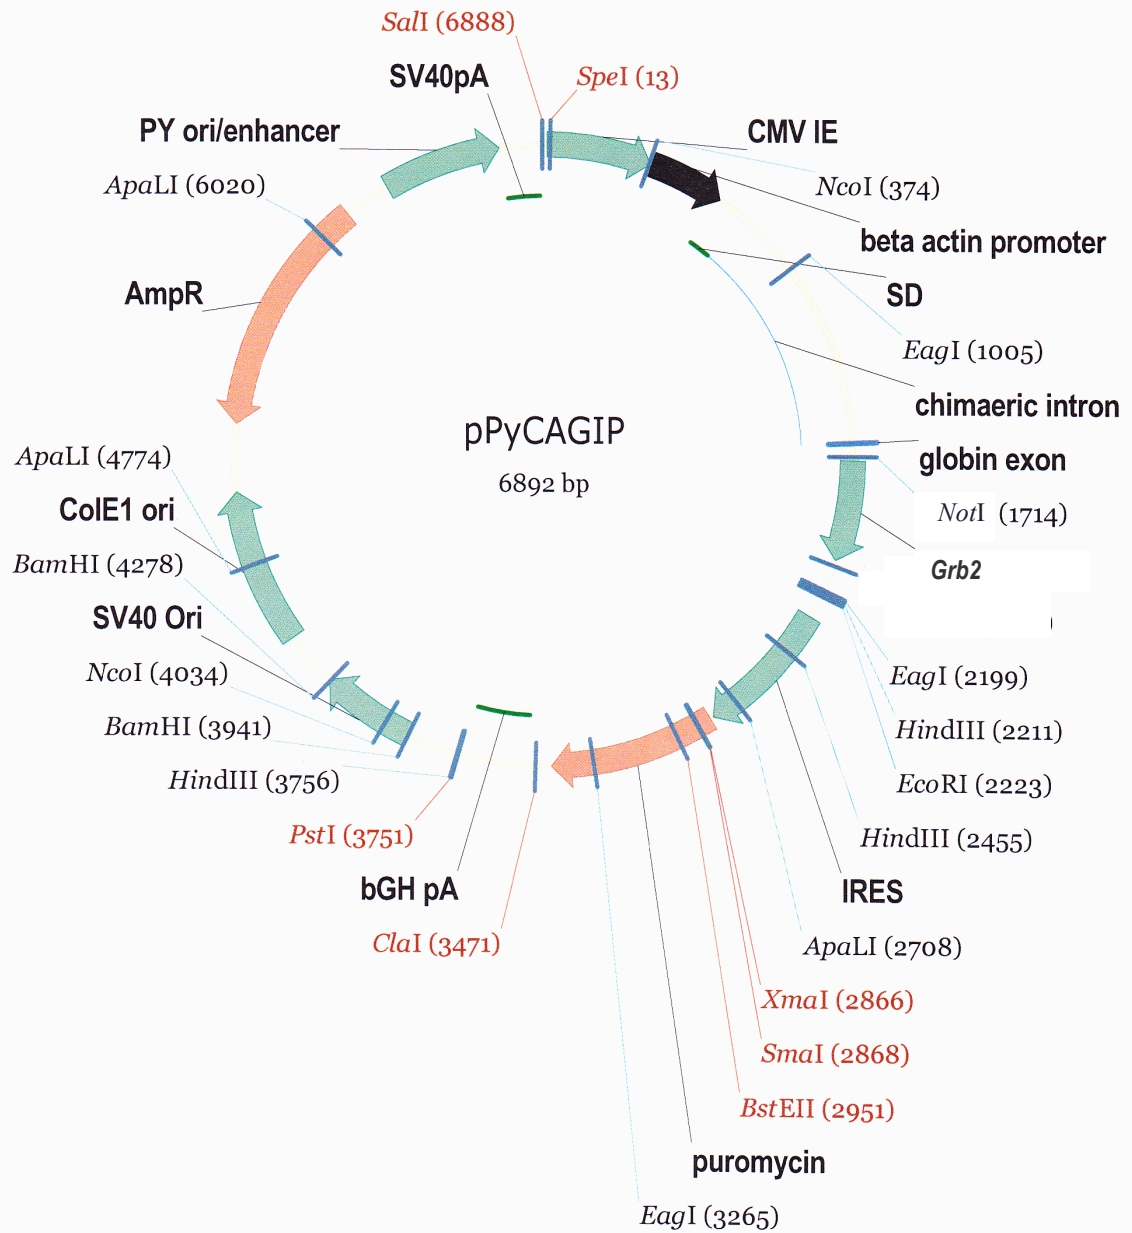 SalI (6888)
SpeI (13)
SV40pA
CMV IE
PY ori/enhancer
NcoI (374)
ApaLI (6020)
beta actin promoter
AmpR
SD
EagI (1005)
chimaeric intron
pPyCAGIP
6892 bp
globin exon
ApaLI (4774)
NotI (1714)
ColE1 ori
Grb2
BamHI (4278)
SV40 Ori
EagI (2199)
NcoI (4034)
HindIII (2211)
BamHI (3941)
EcoRI (2223)
HindIII (3756)
HindIII (2455)
PstI (3751)
bGH pA
IRES
ClaI (3471)
ApaLI (2708)
XmaI (2866)
SmaI (2868)
BstEII (2951)
puromycin
EagI (3265)